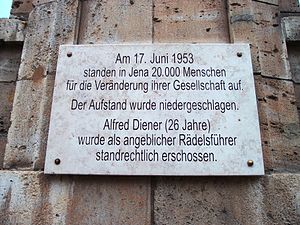 Am 17. Juni 1953
standen in Jena 20.000 Menschen
für die Veränderung ihrer Gesellschaft auf.
Der Aufstand wurde niedergeschlagen.
Alfred Diener (26 Jahre)
wurde als angeblicher Rädelsführer
standrechtlich erschossen.